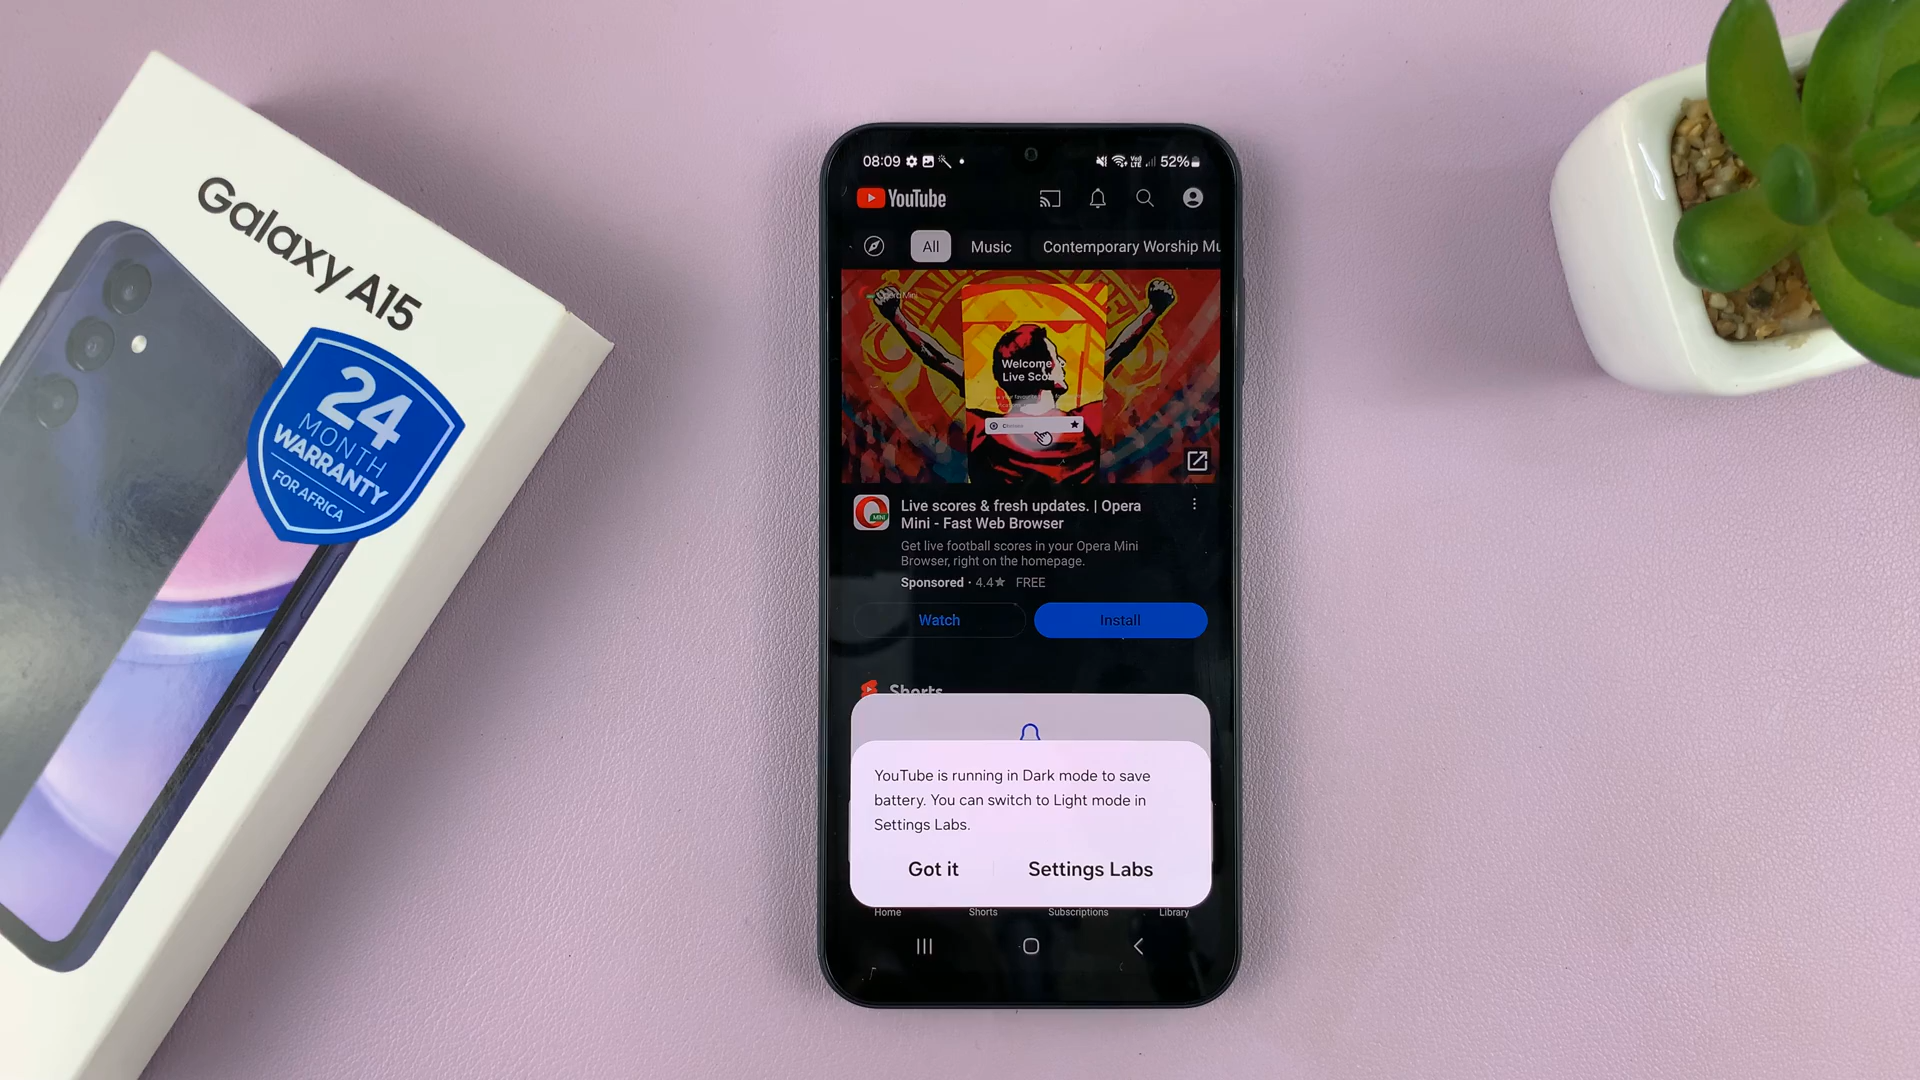 Galaxy A15
24
MONTH
WARRANTY
FOR AFRICA
08:09
52%
YouTube
All
Music
Contemporary Worship Mu
Welcome
Live
Live scores & fresh updates. | Opera
Mini - Fast Web Browser
Get live football scores in your Opera Mini
Browser, right on the homepage.
Sponsored · 4.4★ FREE
Watch
Install
Shorts
YouTube is running in Dark mode to save
battery. You can switch to Light mode in
Settings Labs.
Got it
Settings Labs
Home
Shorts
Subscriptions
Library